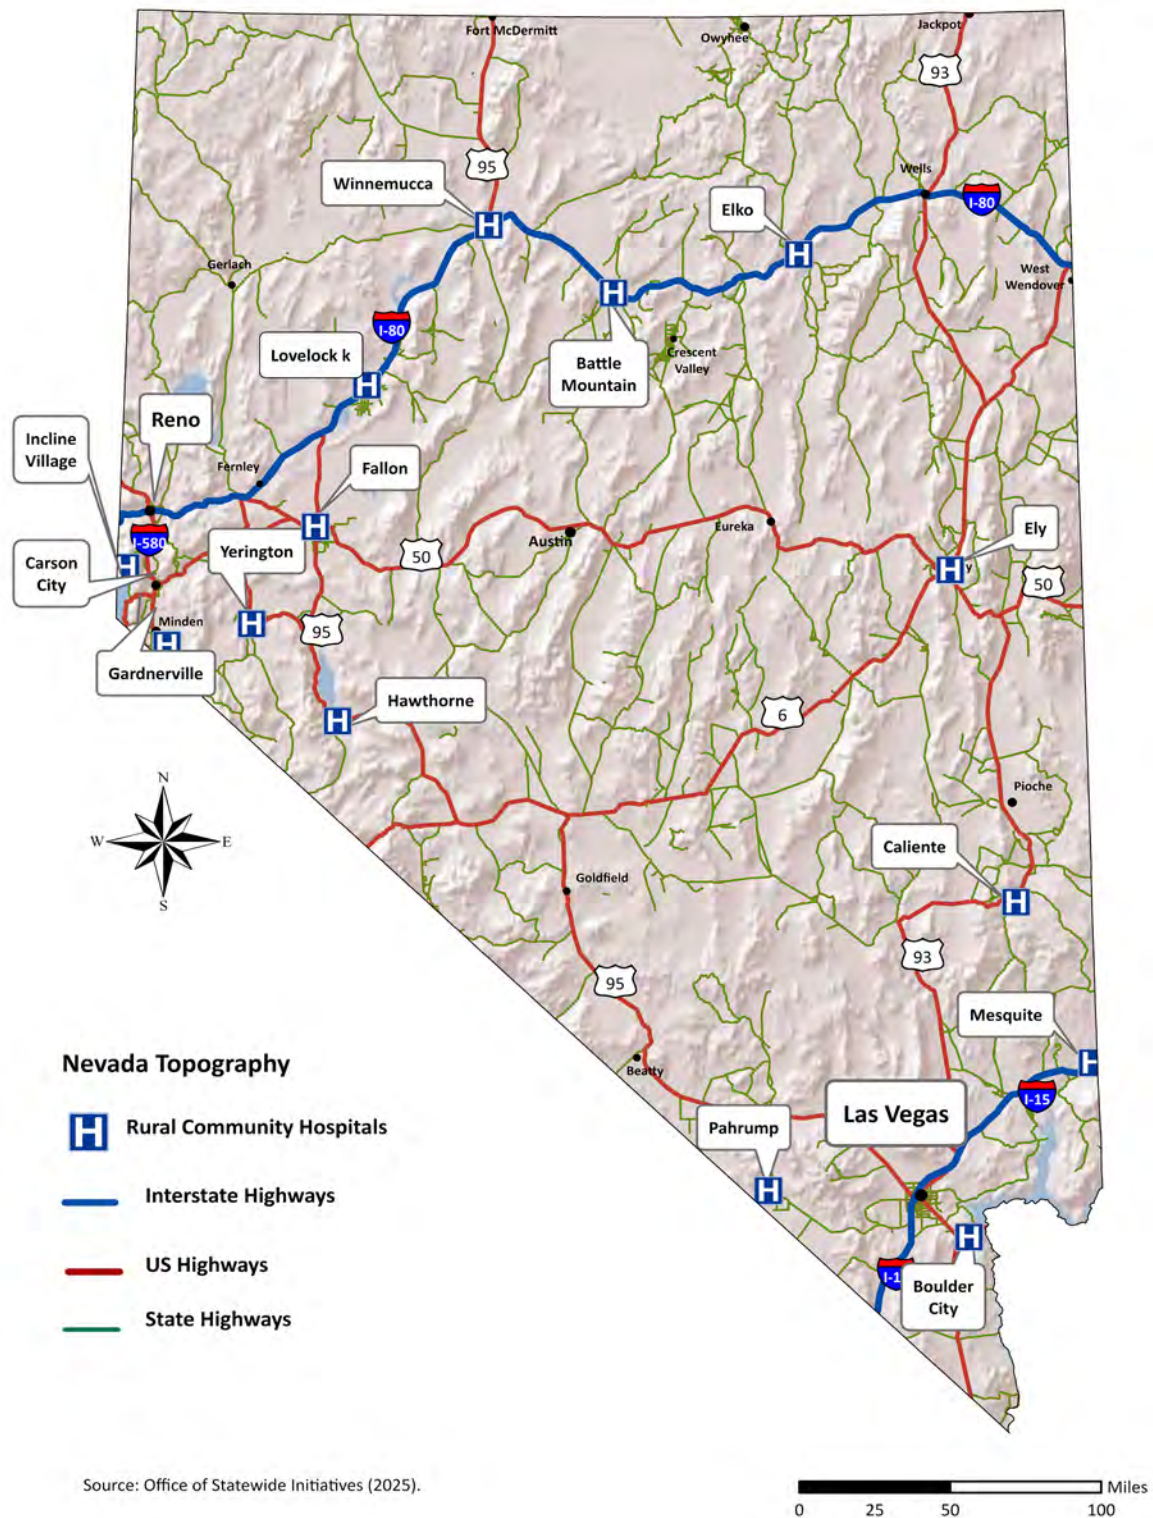 Fort McDermitt
Owyhee
Jackpot
93
95
Winnemucca
Wells
I-80
Elko
Gerlach
West
Wendover
I-80
Lovelock k
Battle
Mountain
Crescent
Valley
Reno
Incline
Village
Fernley
Fallon
I-580
Yerington
Carson
City
50
Austin
Eureka
Ely
y
50
Minden
95
Gardnerville
Hawthorne
6
N
W
E
S
Pioche
Caliente
Goldfield
93
95
Mesquite
Beatty
Nevada Topography
H Rural Community Hospitals
Interstate Highways
US Highways
State Highways
I-15
Las Vegas
Pahrump
I-1
Boulder
City
H
H
H
H
H
H
H
H
H
H
H
H
H
H
Source: Office of Statewide Initiatives (2025).
Miles
0 25 50 100